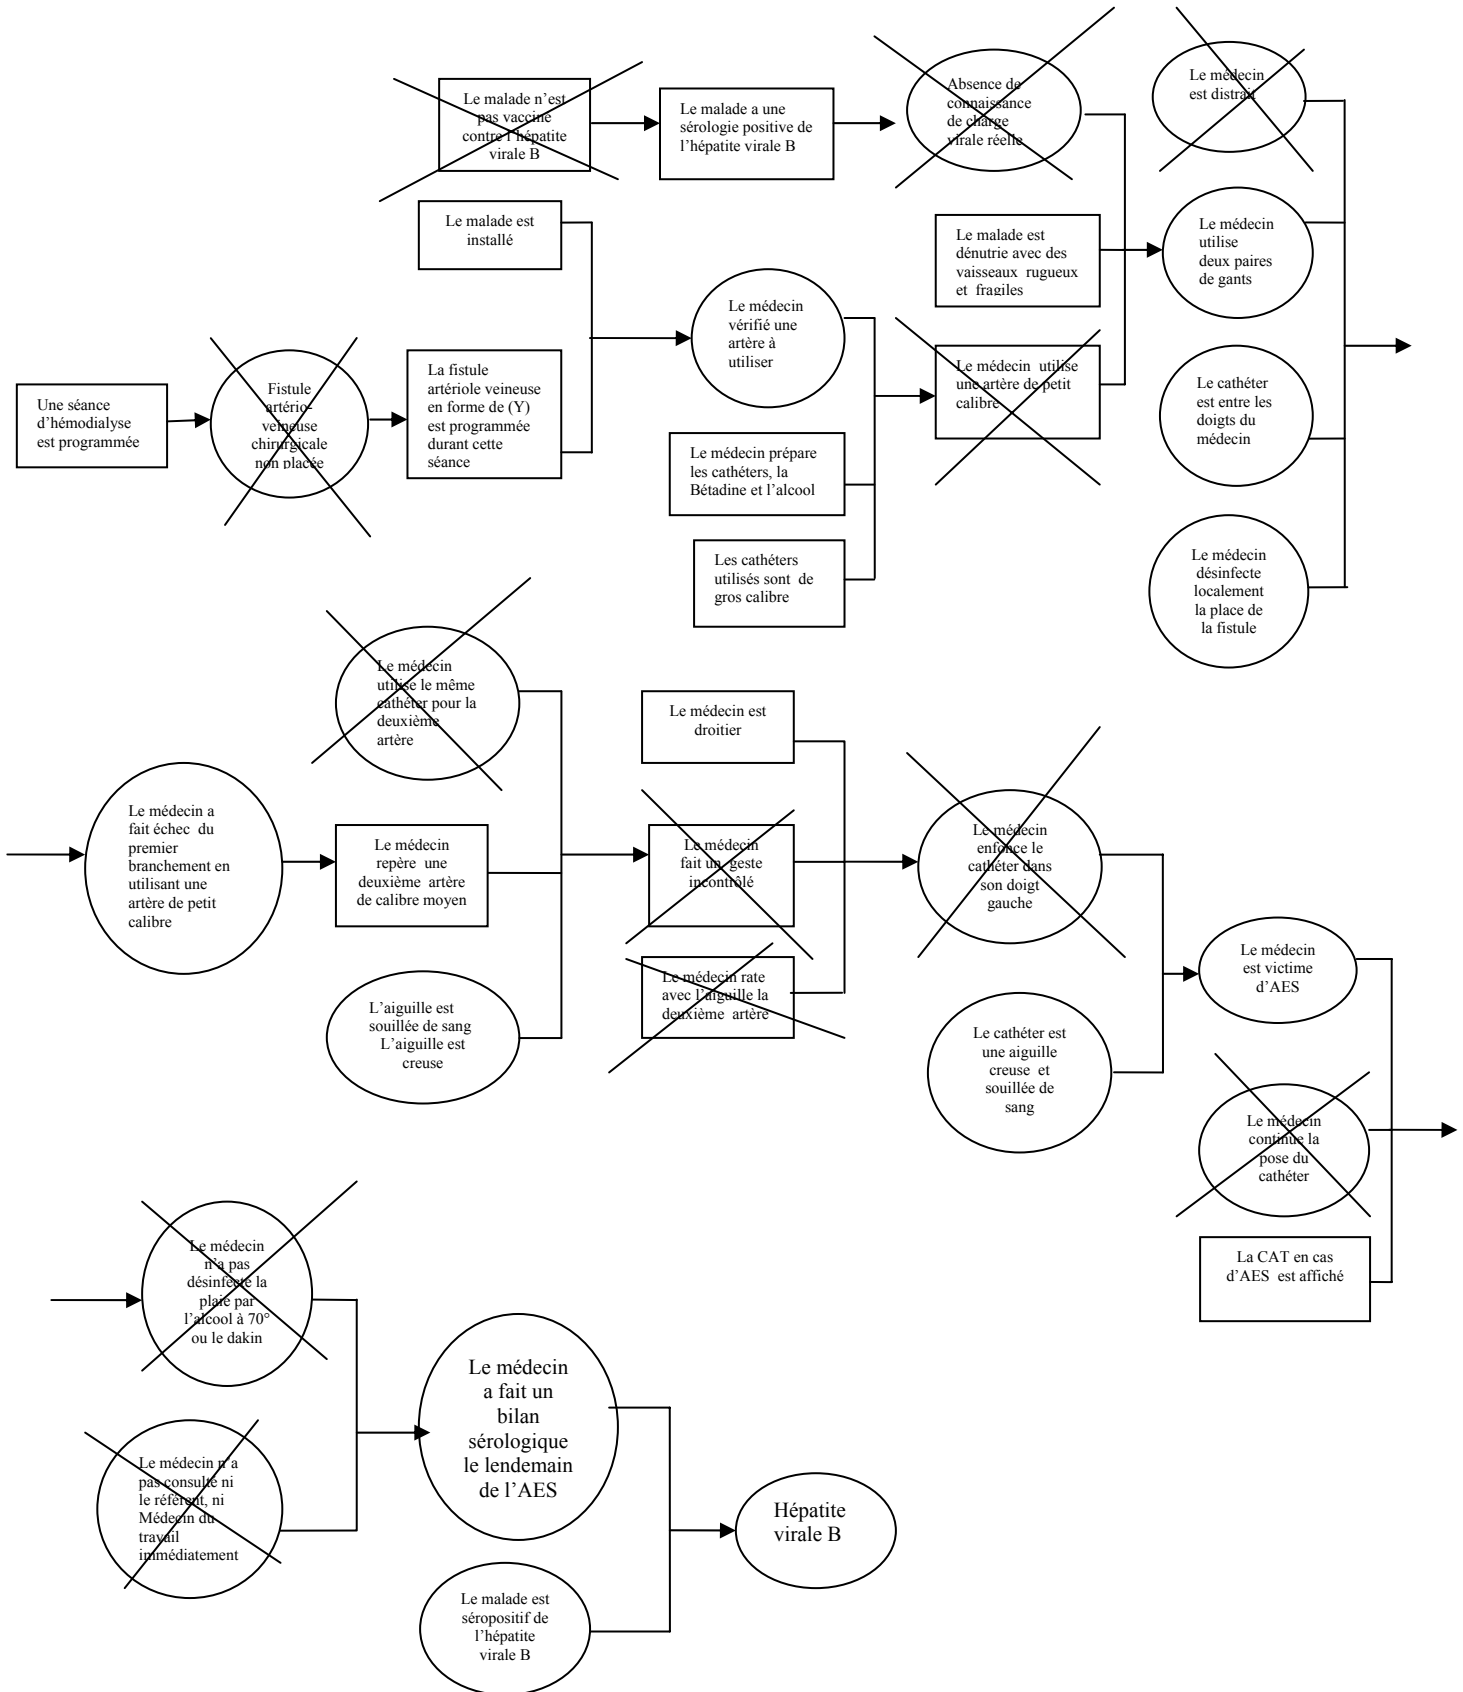 Le malade n'est
pas vacciné
contre l'hépatite
virale B
Le malade a une
sérologie positive de
l'hépatite virale B
Absence de
connaissance
de charge
virale réelle
Le médecin
est distrait
Le malade est
installé
Le malade est
dénutrie avec des
vaisseaux rugueux
et fragiles
Le médecin
utilise
deux paires
de gants
Le médecin
vérifié une
artère à
utiliser
Une séance
d'hémodialyse
est programmée
Fistule
artério-
veineuse
chirurgicale
non placée
La fistule
artériole veineuse
en forme de (Y)
est programmée
durant cette
séance
Le médecin utilise
une artère de petit
calibre
Le cathéter
est entre les
doigts du
médecin
Le médecin prépare
les cathéters, la
Bétadine et l'alcool
Les cathéters
utilisés sont de
gros calibre
Le médecin
désinfecte
localement
la place de
la fistule
Le médecin
utilise le même
cathéter pour la
deuxième
artère
Le médecin est
droitier
Le médecin a
fait échec du
premier
branchement en
utilisant une
artère de petit
calibre
Le médecin
repère une
deuxième artère
de calibre moyen
Le médecin
fait un geste
incontrôlé
Le médecin
enfonce le
cathéter dans
son doigt
gauche
L'aiguille est
souillée de sang
L'aiguille est
creuse
Le médecin rate
avec l'aiguille la
deuxième artère
Le cathéter est
une aiguille
creuse et
souillée de
sang
Le médecin
est victime
d'AES
Le médecin
continue la
pose du
cathéter
La CAT en cas
d'AES est affiché
Le médecin
n'a pas
désinfecté la
plaie par
l'alcool à 70°
ou le dakin
Le médecin n'a
pas consulté ni
le référent, ni
Médecin du
travail
immédiatement
Le médecin
a fait un
bilan
sérologique
le lendemain
de l'AES
Le malade est
séropositif de
l'hépatite
virale B
Hépatite
virale B